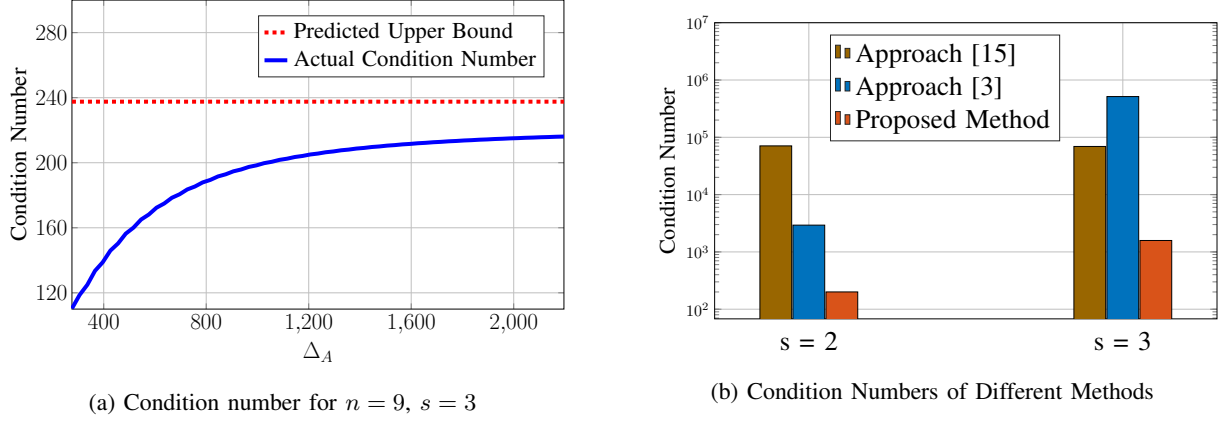 280
240
200
160
120
Condition Number
Predicted Upper Bound
Actual Condition Number
400
800
1,200
1,600
2,000
Δ_A
(a) Condition number for n = 9, s = 3
10^7
10^6
10^5
10^4
10^3
10^2
Condition Number
Approach [15]
Approach [3]
Proposed Method
s = 2
s = 3
(b) Condition Numbers of Different Methods